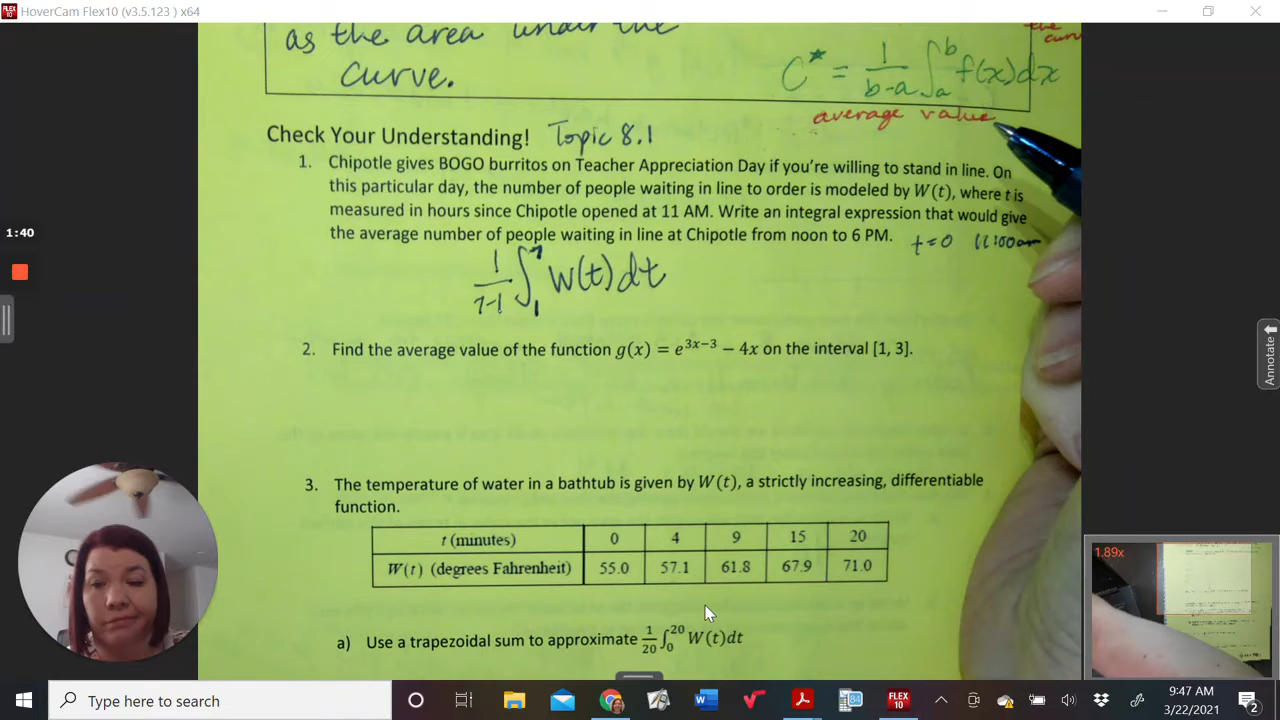 HoverCam Flex10 (v3.5.123) x64
as the area under the
curve.
the
curve
C* = 1/(b-a) ∫_a^b f(x)dx
average value
Check Your Understanding! Topic 8.1
1. Chipotle gives BOGO burritos on Teacher Appreciation Day if you're willing to stand in line. On
this particular day, the number of people waiting in line to order is modeled by W(t), where t is
measured in hours since Chipotle opened at 11 AM. Write an integral expression that would give
the average number of people waiting in line at Chipotle from noon to 6 PM. t=0 11:00am
1/(7-1) ∫_1^7 W(t)dt
2. Find the average value of the function g(x) = e^(3x-3) − 4x on the interval [1, 3].
3. The temperature of water in a bathtub is given by W(t), a strictly increasing, differentiable
function.
t (minutes) 0 4 9 15 20
W(t) (degrees Fahrenheit) 55.0 57.1 61.8 67.9 71.0
a) Use a trapezoidal sum to approximate 1/20 ∫_0^20 W(t)dt
1:40
Annotate
1.89x
Type here to search
FLEX 10
9:47 AM
3/22/2021
2